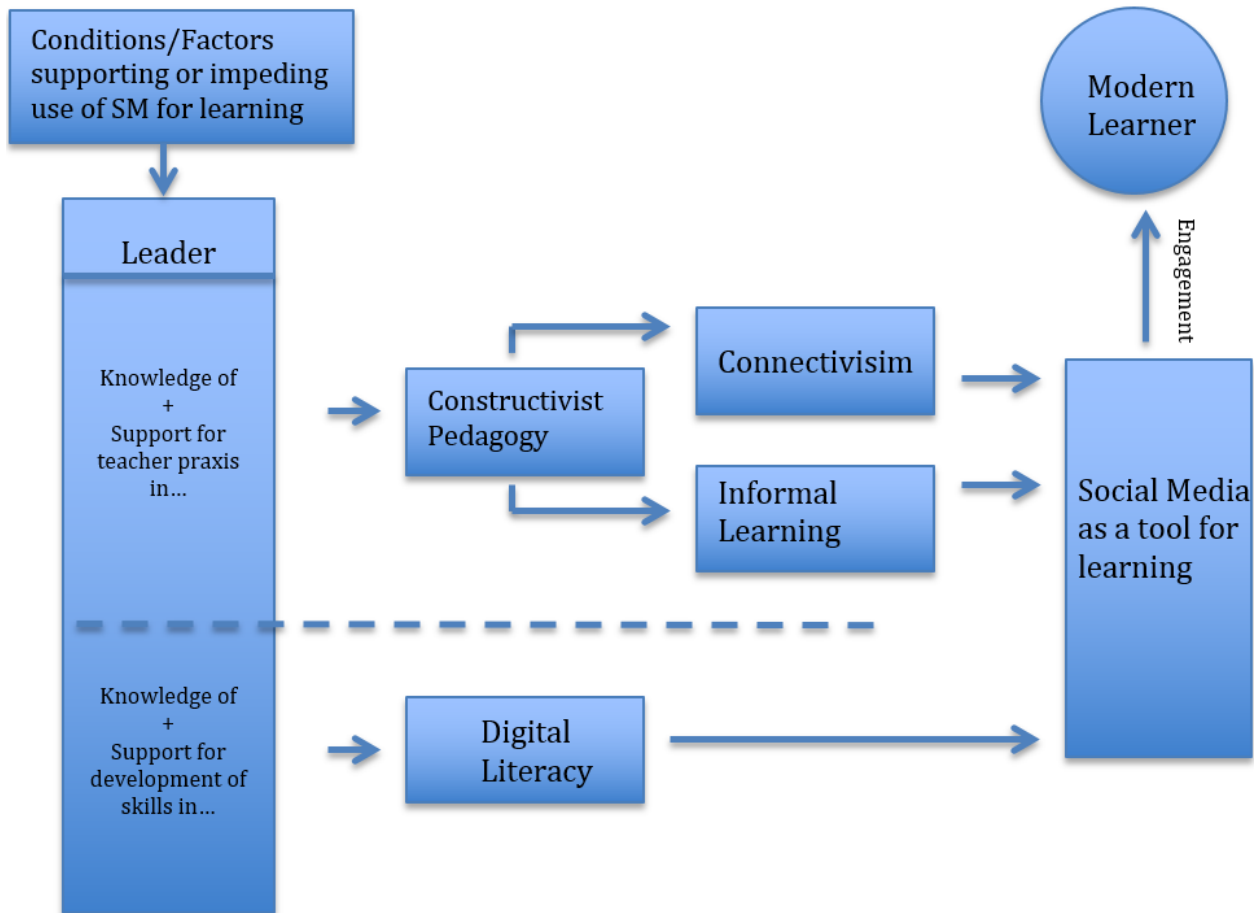 Conditions/Factors
supporting or impeding
use of SM for learning
Modern
Learner
Engagement
Leader
Knowledge of
+
Support for
teacher praxis
in...
Constructivist
Pedagogy
Connectivisim
Informal
Learning
Social Media
as a tool for
learning
Knowledge of
+
Support for
development of
skills in...
Digital
Literacy